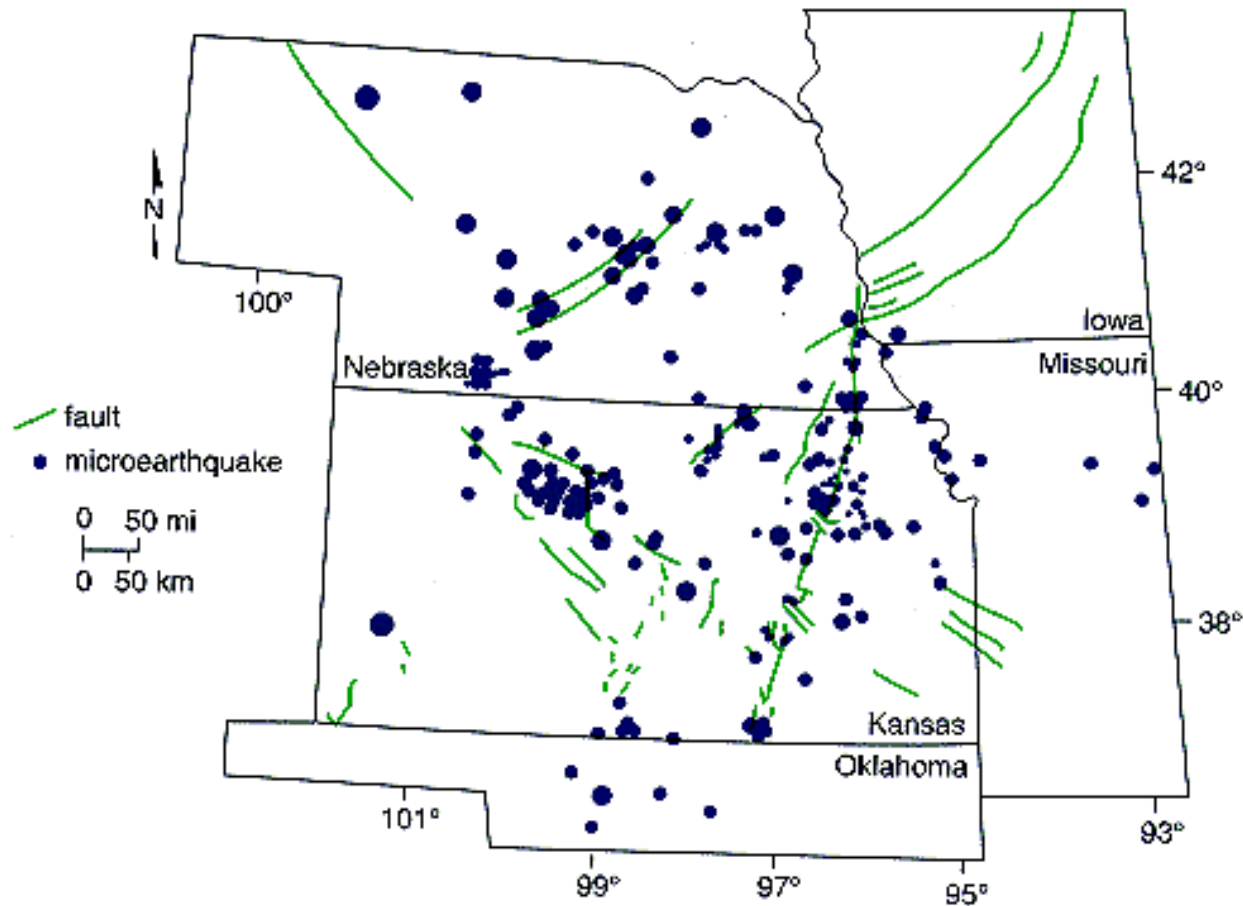 42°
N
100°
Iowa
Nebraska
Missouri
40°
fault
microearthquake
0 50 mi
0 50 km
38°
Kansas
Oklahoma
101°
93°
99°
97°
95°